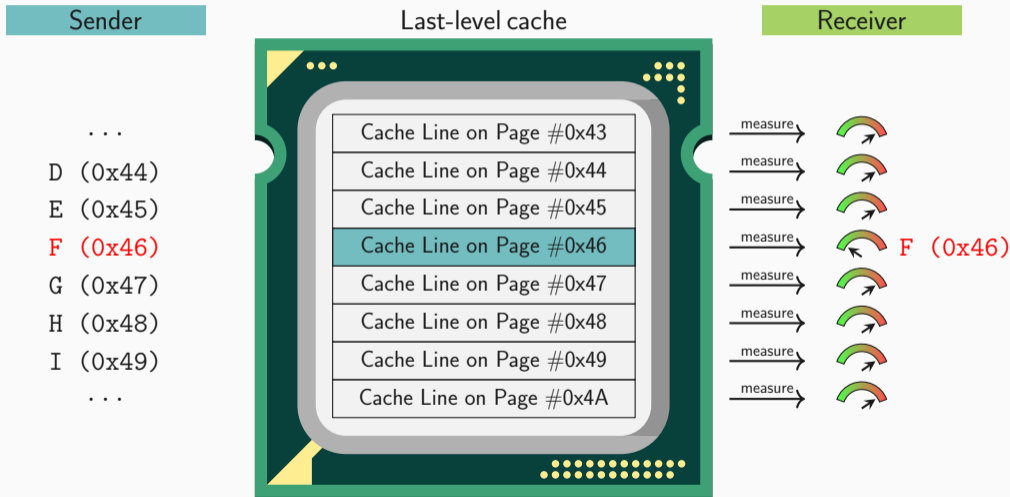 Sender Last-level cache Receiver
... Cache Line on Page #0x43 measure
D (0x44) Cache Line on Page #0x44 measure
E (0x45) Cache Line on Page #0x45 measure
F (0x46) Cache Line on Page #0x46 measure F (0x46)
G (0x47) Cache Line on Page #0x47 measure
H (0x48) Cache Line on Page #0x48 measure
I (0x49) Cache Line on Page #0x49 measure
... Cache Line on Page #0x4A measure